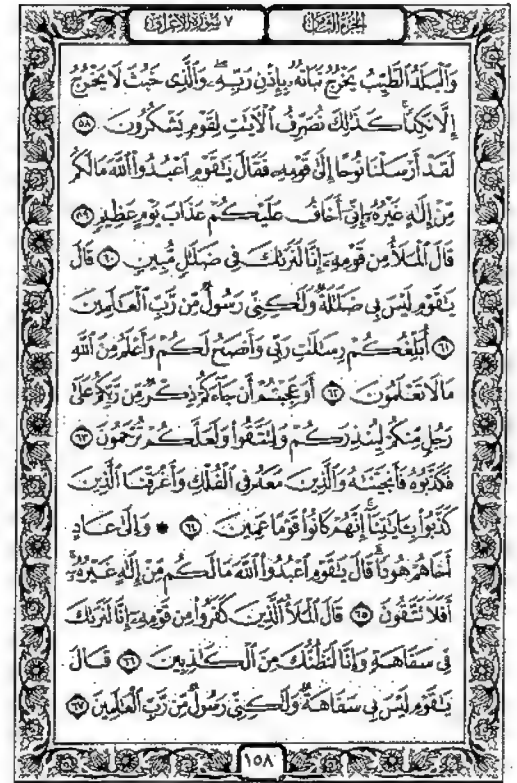 الجزء الثامن
٧ سورة الأعراف
وَالْبَلَدُ الطَّيِّبُ يَخْرُجُ نَبَاتُهُ بِإِذْنِ رَبِّهِ وَالَّذِي خَبُثَ لَا يَخْرُجُ
إِلَّا نَكِدًا كَذَٰلِكَ نُصَرِّفُ الْآيَٰتِ لِقَوْمٍ يَشْكُرُونَ ٥٨
لَقَدْ أَرْسَلْنَا نُوحًا إِلَىٰ قَوْمِهِ فَقَالَ يَٰقَوْمِ اعْبُدُوا اللَّهَ مَا لَكُم
مِّنْ إِلَٰهٍ غَيْرُهُ إِنِّي أَخَافُ عَلَيْكُمْ عَذَابَ يَوْمٍ عَظِيمٍ ٥٩
قَالَ الْمَلَأُ مِن قَوْمِهِ إِنَّا لَنَرَىٰكَ فِي ضَلَٰلٍ مُّبِينٍ ٦٠ قَالَ
يَٰقَوْمِ لَيْسَ بِي ضَلَٰلَةٌ وَلَٰكِنِّي رَسُولٌ مِّن رَّبِّ الْعَٰلَمِينَ
٦١ أُبَلِّغُكُمْ رِسَٰلَٰتِ رَبِّي وَأَنصَحُ لَكُمْ وَأَعْلَمُ مِنَ اللَّهِ
مَا لَا تَعْلَمُونَ ٦٢ أَوَعَجِبْتُمْ أَن جَاءَكُمْ ذِكْرٌ مِّن رَّبِّكُمْ عَلَىٰ
رَجُلٍ مِّنكُمْ لِيُنذِرَكُمْ وَلِتَتَّقُوا وَلَعَلَّكُمْ تُرْحَمُونَ ٦٣
فَكَذَّبُوهُ فَأَنجَيْنَٰهُ وَالَّذِينَ مَعَهُ فِي الْفُلْكِ وَأَغْرَقْنَا الَّذِينَ
كَذَّبُوا بِآيَٰتِنَا إِنَّهُمْ كَانُوا قَوْمًا عَمِينَ ٦٤ * وَإِلَىٰ عَادٍ
أَخَاهُمْ هُودًا قَالَ يَٰقَوْمِ اعْبُدُوا اللَّهَ مَا لَكُم مِّنْ إِلَٰهٍ غَيْرُهُ
أَفَلَا تَتَّقُونَ ٦٥ قَالَ الْمَلَأُ الَّذِينَ كَفَرُوا مِن قَوْمِهِ إِنَّا لَنَرَىٰكَ
فِي سَفَاهَةٍ وَإِنَّا لَنَظُنُّكَ مِنَ الْكَٰذِبِينَ ٦٦ قَالَ
يَٰقَوْمِ لَيْسَ بِي سَفَاهَةٌ وَلَٰكِنِّي رَسُولٌ مِّن رَّبِّ الْعَٰلَمِينَ ٦٧
١٥٨